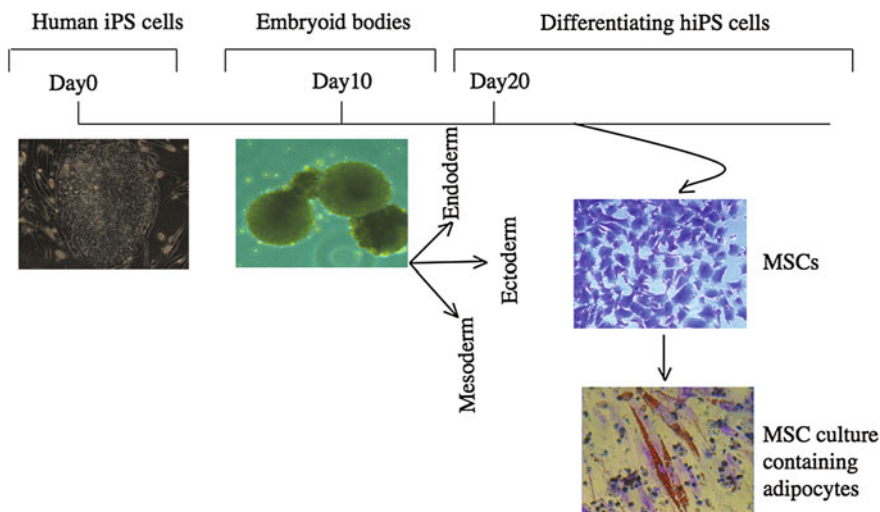 Human iPS cells
Embryoid bodies
Differentiating hiPS cells
Day0
Day10
Day20
Endoderm
Ectoderm
Mesoderm
MSCs
MSC culture
containing
adipocytes